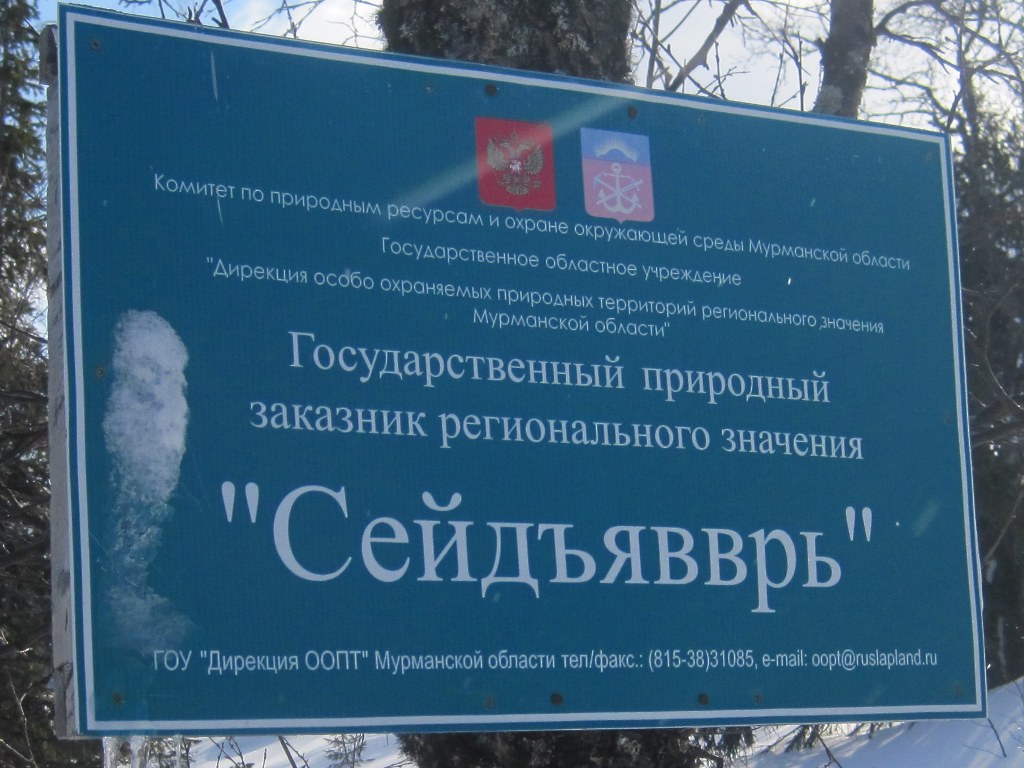 Комитет по природным ресурсам и охране окружающей среды Мурманской области
Государственное областное учреждение
"Дирекция особо охраняемых природных территорий регионального значения
Мурманской области"
Государственный природный
заказник регионального значения
"Сейдъявврь"
ГОУ "Дирекция ООПТ" Мурманской области тел/факс.: (815-38)31085, e-mail: oopt@ruslapland.ru